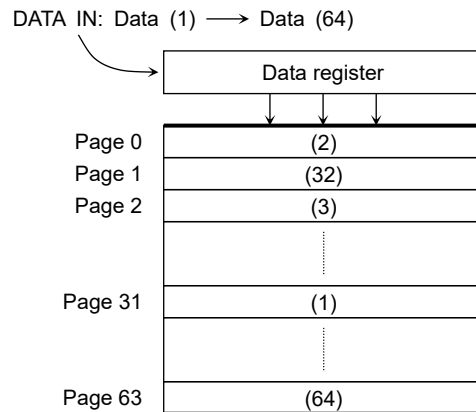 DATA IN: Data (1) ⟶ Data (64)
Data register
Page 0 (2)
Page 1 (32)
Page 2 (3)
Page 31 (1)
Page 63 (64)